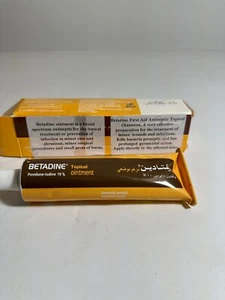 Betadine ointment is a broad
spectrum antiseptic for the topical
treatment or prevention of
infection in minor cuts and
abrasions, minor surgical
procedures and small areas of burns.
Betadine First Aid Antiseptic Topical
Ointment, A very effective
preparation for the treatment of
minor wounds and infections.
Kills bacteria promptly and has
prolonged germicidal action.
Apply directly to the affected area
BETADINE®
Topical
ointment
Povidone-Iodine 10%
بيتادين
مرهم موضعي